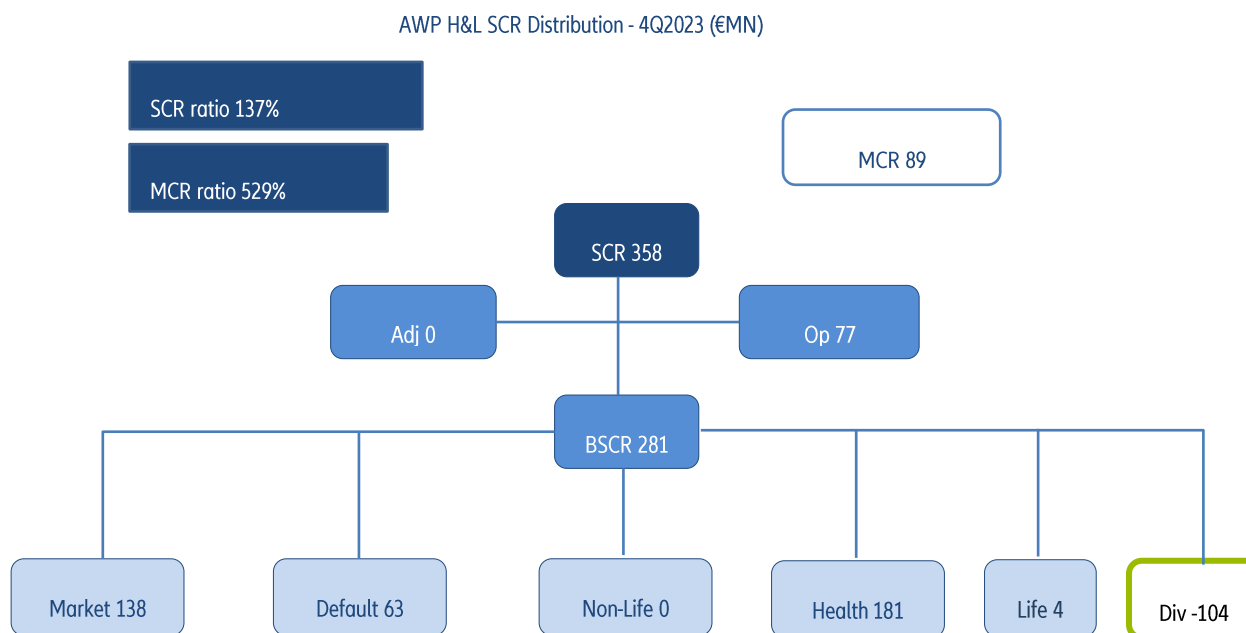 AWP H&L SCR Distribution - 4Q2023 (€MN)
SCR ratio 137%
MCR 89
MCR ratio 529%
SCR 358
Adj 0
Op 77
BSCR 281
Market 138
Default 63
Non-Life 0
Health 181
Life 4
Div -104